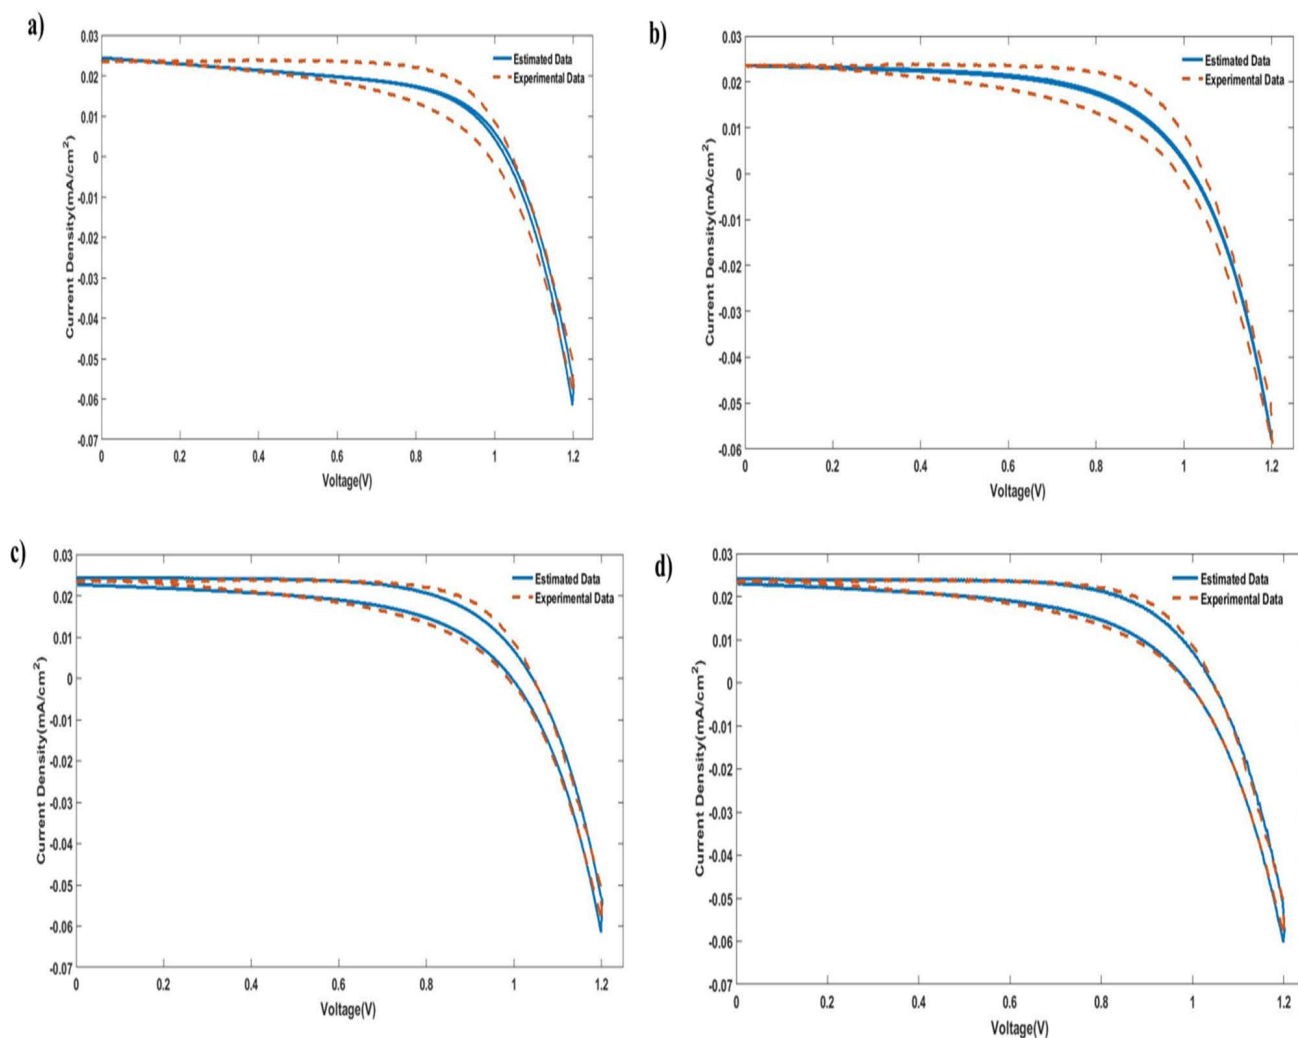 a)
0.03
0.02
0.01
0
-0.01
-0.02
-0.03
-0.04
-0.05
-0.06
-0.07
Current Density(mA/cm²)
Estimated Data
Experimental Data
0 0.2 0.4 0.6 0.8 1 1.2
Voltage(V)
b)
0.03
0.02
0.01
0
-0.01
-0.02
-0.03
-0.04
-0.05
-0.06
Current Density(mA/cm²)
Estimated Data
Experimental Data
0 0.2 0.4 0.6 0.8 1 1.2
Voltage(V)
c)
0.03
0.02
0.01
0
-0.01
-0.02
-0.03
-0.04
-0.05
-0.06
-0.07
Current Density(mA/cm²)
Estimated Data
Experimental Data
0 0.2 0.4 0.6 0.8 1 1.2
Voltage(V)
d)
0.03
0.02
0.01
0
-0.01
-0.02
-0.03
-0.04
-0.05
-0.06
-0.07
Current Density(mA/cm²)
Estimated Data
Experimental Data
0 0.2 0.4 0.6 0.8 1 1.2
Voltage(V)